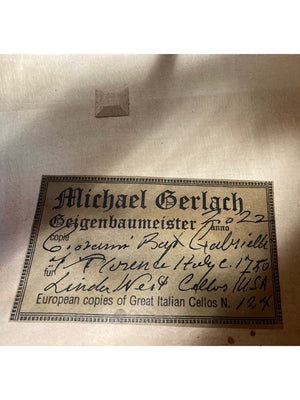 Michael Gerlach
Geigenbaumeister anno 2022
copie Giovanni Bapt Gabrielli
of Florence Italy c. 1750
für Linda West Cellos USA
European copies of Great Italian Cellos N. 124